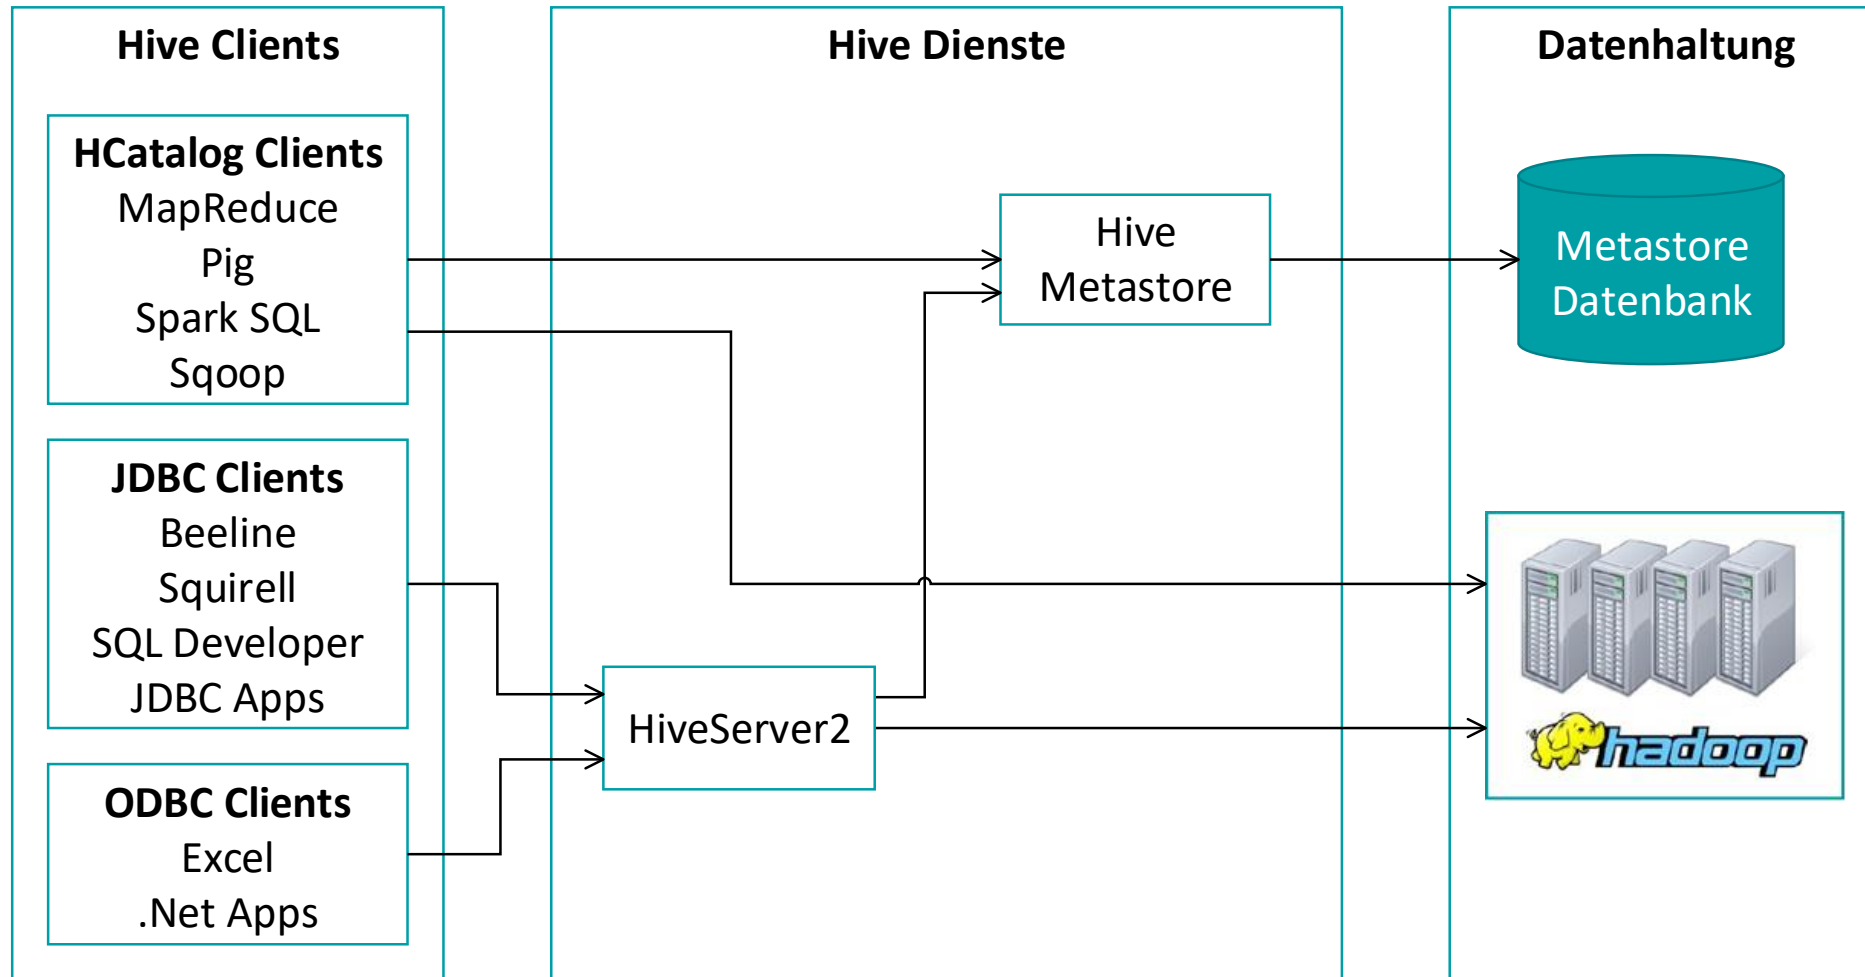 Hive Clients
HCatalog Clients
MapReduce
Pig
Spark SQL
Sqoop
JDBC Clients
Beeline
Squirell
SQL Developer
JDBC Apps
ODBC Clients
Excel
.Net Apps
Hive Dienste
Hive
Metastore
HiveServer2
Datenhaltung
Metastore
Datenbank
hadoop